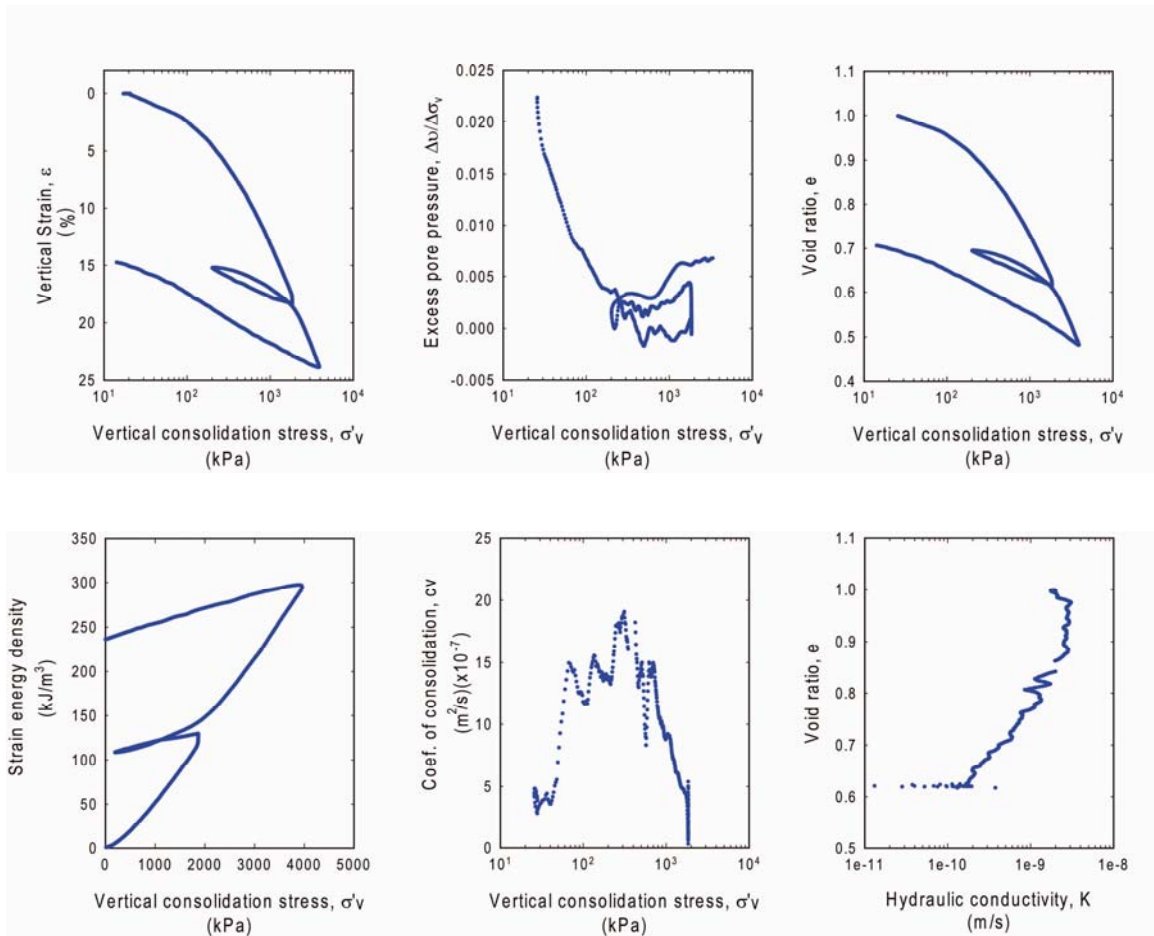 Vertical Strain, ε
(%)
0
5
10
15
20
25
10¹ 10² 10³ 10⁴
Vertical consolidation stress, σ'v
(kPa)
Excess pore pressure, Δυ/Δσv
0.025
0.020
0.015
0.010
0.005
0.000
-0.005
10¹ 10² 10³ 10⁴
Vertical consolidation stress, σ'v
(kPa)
Void ratio, e
1.1
1.0
0.9
0.8
0.7
0.6
0.5
0.4
10¹ 10² 10³ 10⁴
Vertical consolidation stress, σ'v
(kPa)
Strain energy density
(kJ/m³)
350
300
250
200
150
100
50
0
0 1000 2000 3000 4000 5000
Vertical consolidation stress, σ'v
(kPa)
Coef. of consolidation, cv
(m²/s)(x10⁻⁷)
25
20
15
10
5
0
10¹ 10² 10³ 10⁴
Vertical consolidation stress, σ'v
(kPa)
Void ratio, e
1.1
1.0
0.9
0.8
0.7
0.6
0.5
1e-11 1e-10 1e-9 1e-8
Hydraulic conductivity, K
(m/s)